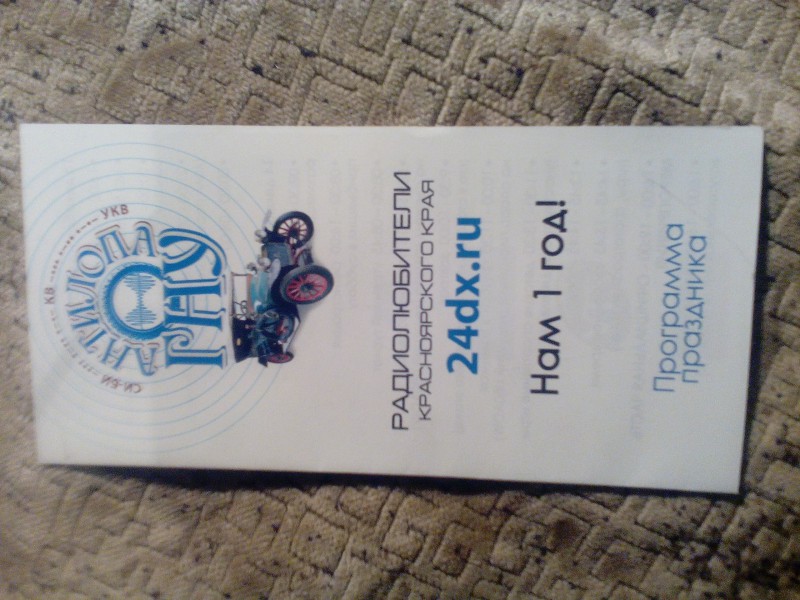 СИ-БИ КВ УКВ
АНТИЛОПА
ГНУ
РАДИОЛЮБИТЕЛИ
КРАСНОЯРСКОГО КРАЯ
24dx.ru
Нам 1 год!
Программа
праздника